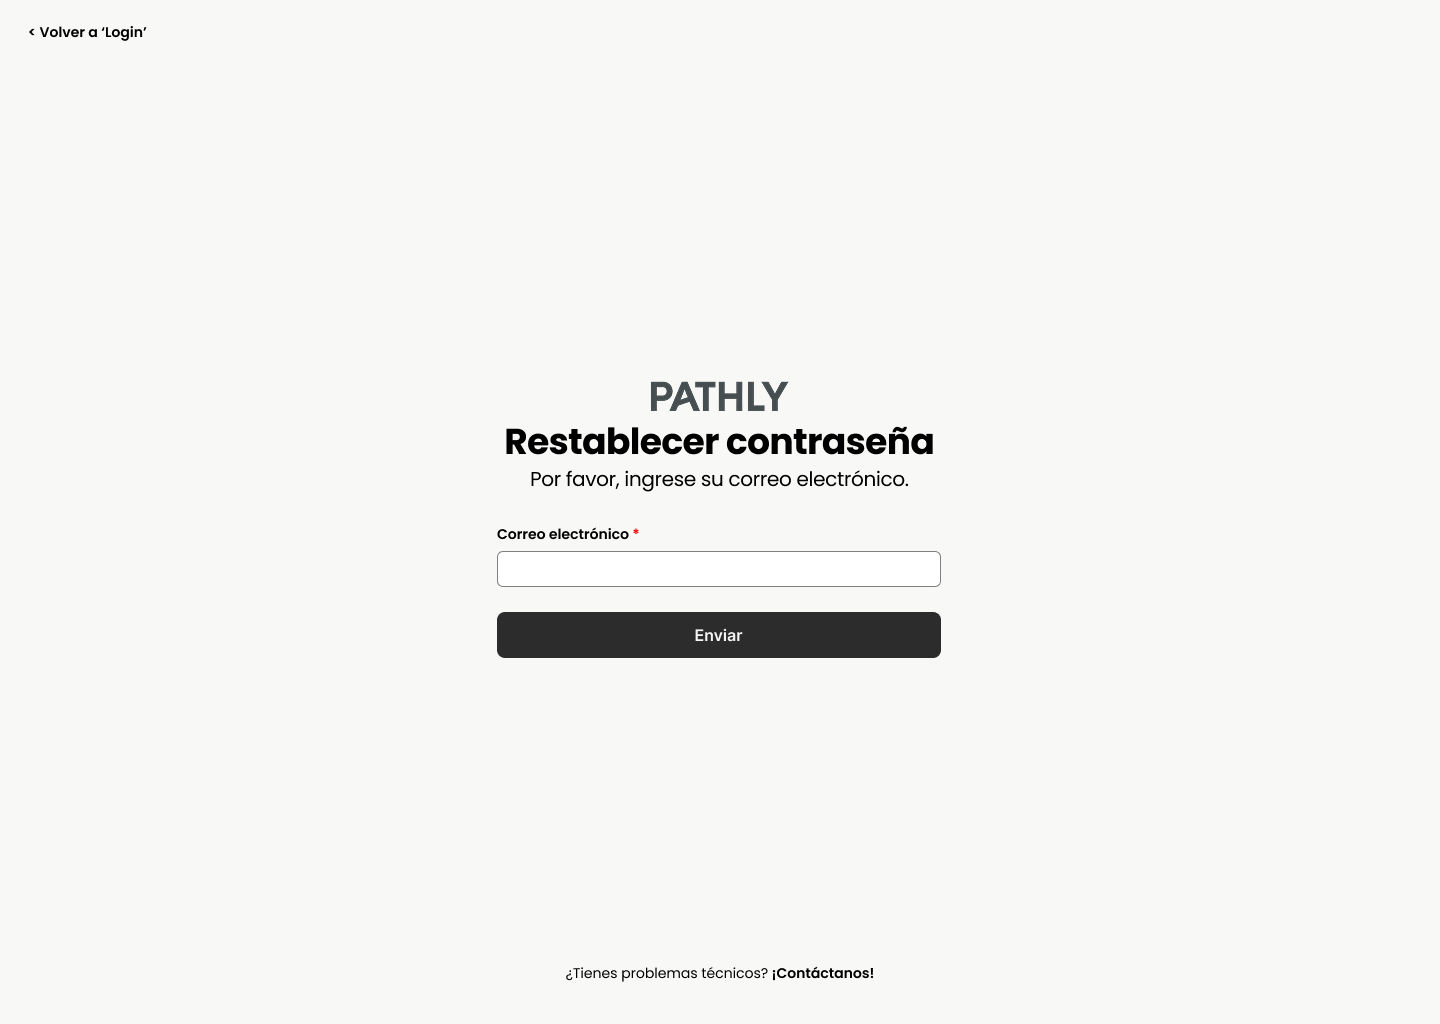 < Volver a ‘Login’
PATHLY
Restablecer contraseña
Por favor, ingrese su correo electrónico.
Correo electrónico *
Enviar
¿Tienes problemas técnicos? ¡Contáctanos!